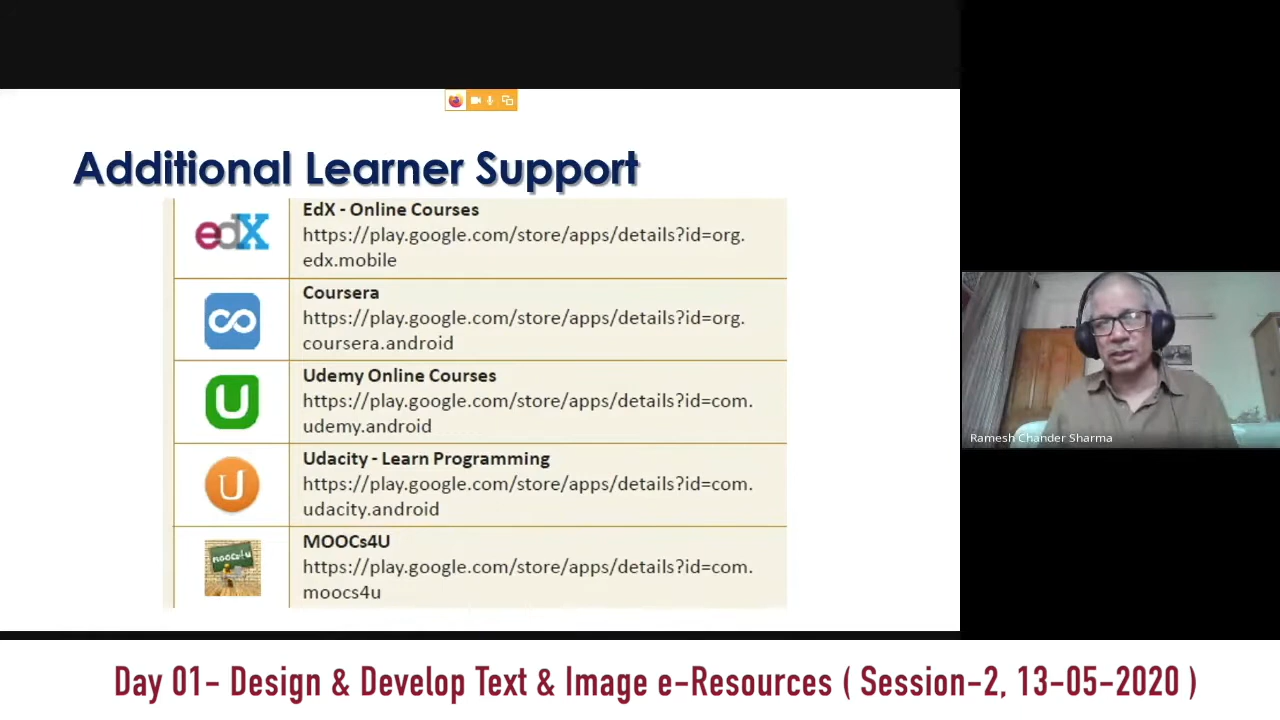 Additional Learner Support
edX
EdX - Online Courses
https://play.google.com/store/apps/details?id=org.
edx.mobile
Coursera
https://play.google.com/store/apps/details?id=org.
coursera.android
U
Udemy Online Courses
https://play.google.com/store/apps/details?id=com.
udemy.android
U
Udacity - Learn Programming
https://play.google.com/store/apps/details?id=com.
udacity.android
moocs4u
MOOCs4U
https://play.google.com/store/apps/details?id=com.
moocs4u
Ramesh Chander Sharma
Day 01- Design & Develop Text & Image e-Resources ( Session-2, 13-05-2020 )